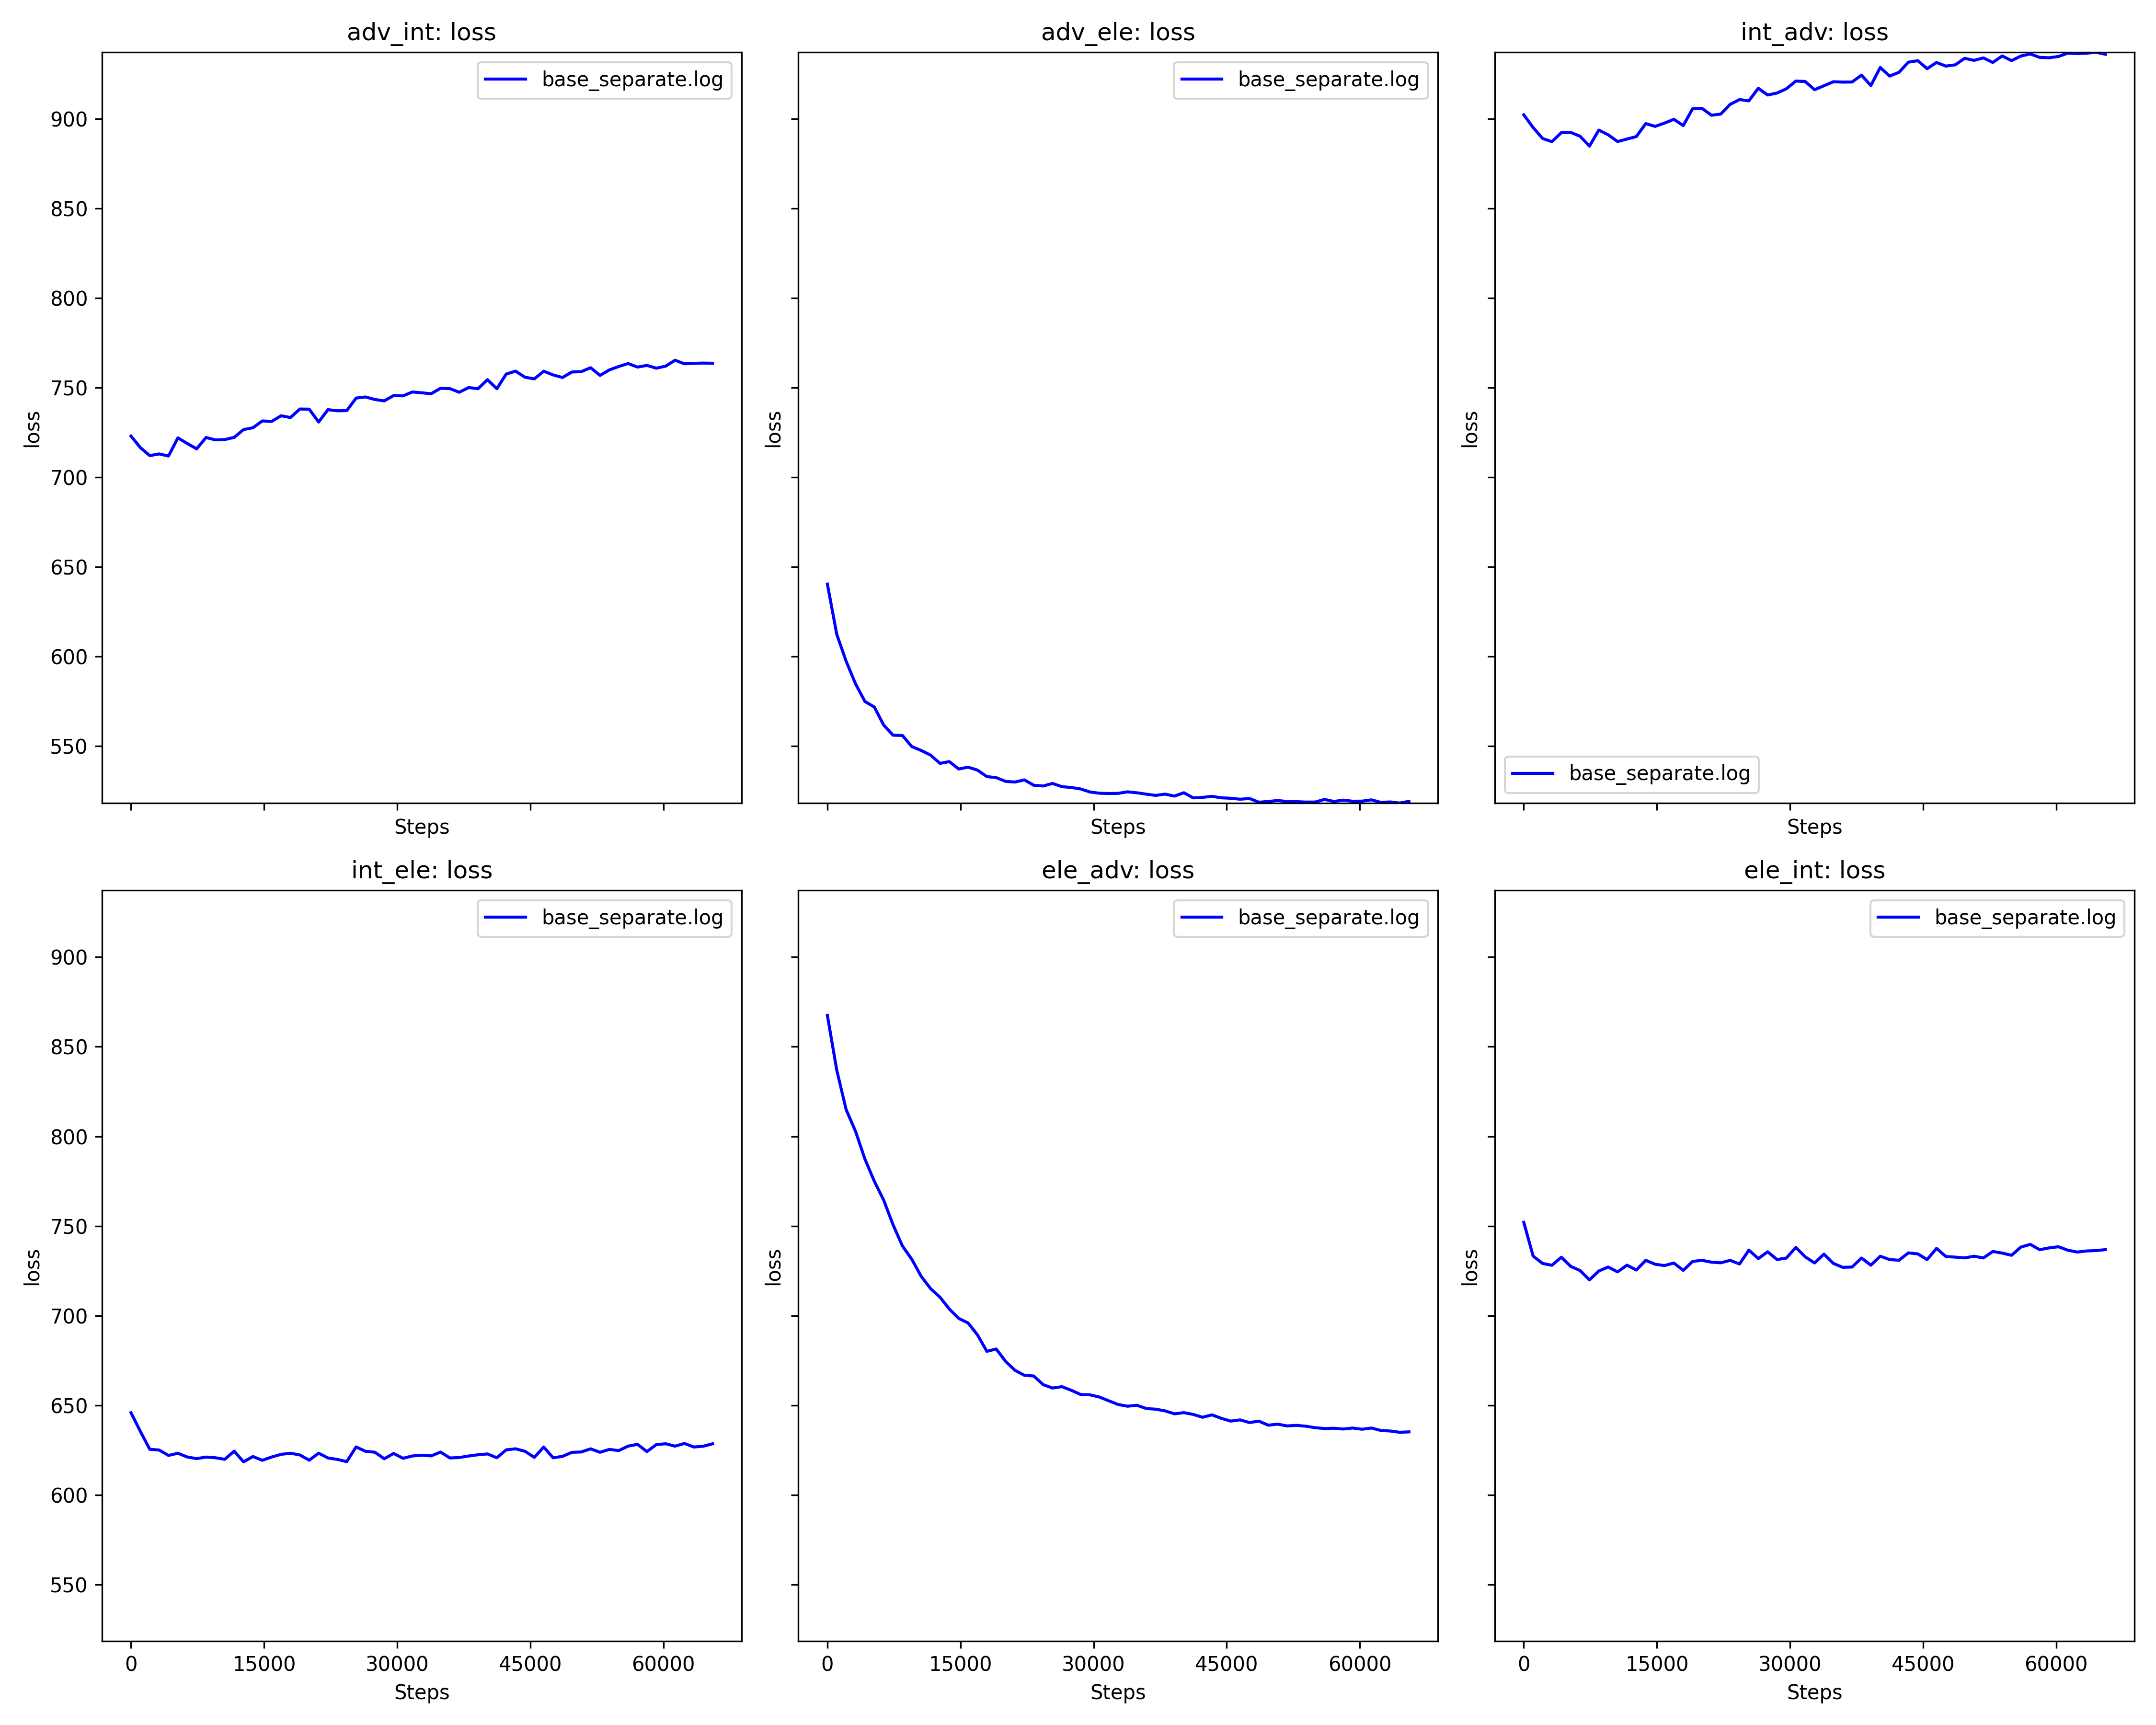 adv_int: loss
base_separate.log
900
850
800
750
700
650
600
550
loss
Steps
adv_ele: loss
base_separate.log
loss
Steps
int_adv: loss
base_separate.log
loss
Steps
int_ele: loss
base_separate.log
900
850
800
750
700
650
600
550
loss
0 15000 30000 45000 60000
Steps
ele_adv: loss
base_separate.log
loss
0 15000 30000 45000 60000
Steps
ele_int: loss
base_separate.log
loss
0 15000 30000 45000 60000
Steps